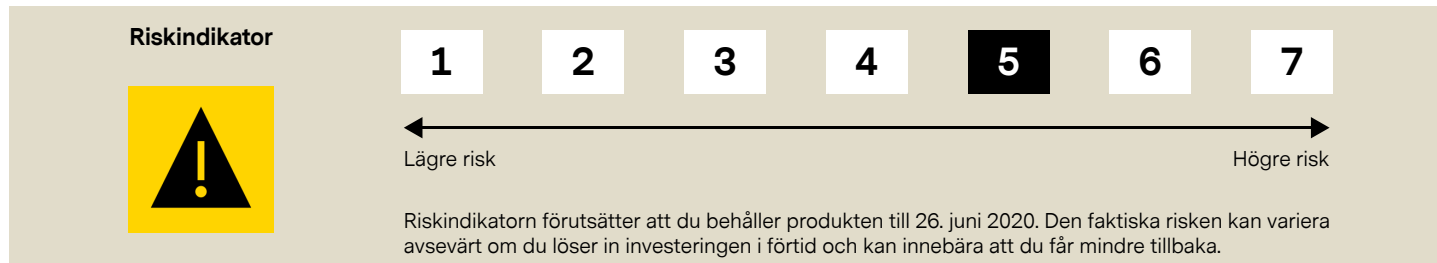 Riskindikator
1 2 3 4 5 6 7
Lägre risk Högre risk
Riskindikatorn förutsätter att du behåller produkten till 26. juni 2020. Den faktiska risken kan variera
avsevärt om du löser in investeringen i förtid och kan innebära att du får mindre tillbaka.